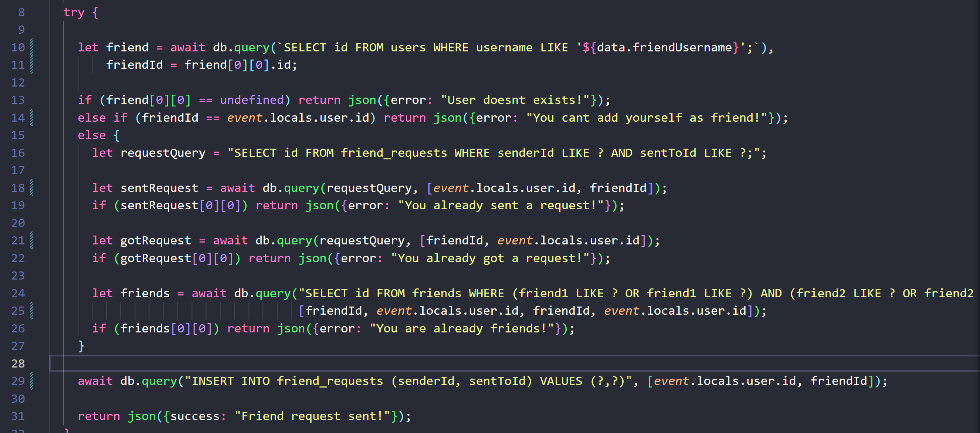 8 try {
9
10 let friend = await db.query(`SELECT id FROM users WHERE username LIKE '${data.friendUsername}';`),
11 friendId = friend[0][0].id;
12
13 if (friend[0][0] == undefined) return json({error: "User doesnt exists!"});
14 else if (friendId == event.locals.user.id) return json({error: "You cant add yourself as friend!"});
15 else {
16 let requestQuery = "SELECT id FROM friend_requests WHERE senderId LIKE ? AND sentToId LIKE ?;";
17
18 let sentRequest = await db.query(requestQuery, [event.locals.user.id, friendId]);
19 if (sentRequest[0][0]) return json({error: "You already sent a request!"});
20
21 let gotRequest = await db.query(requestQuery, [friendId, event.locals.user.id]);
22 if (gotRequest[0][0]) return json({error: "You already got a request!"});
23
24 let friends = await db.query("SELECT id FROM friends WHERE (friend1 LIKE ? OR friend1 LIKE ?) AND (friend2 LIKE ? OR friend2
25 [friendId, event.locals.user.id, friendId, event.locals.user.id]);
26 if (friends[0][0]) return json({error: "You are already friends!"});
27 }
28
29 await db.query("INSERT INTO friend_requests (senderId, sentToId) VALUES (?,?)", [event.locals.user.id, friendId]);
30
31 return json({success: "Friend request sent!"});